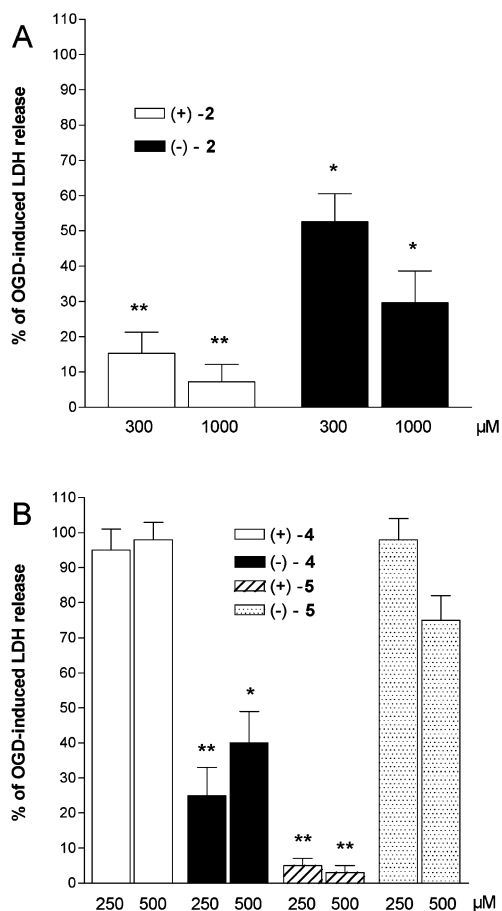 A
% of OGD-induced LDH release
110
100
90
80
70
60
50
40
30
20
10
0
(+) -2
(-) - 2
** ** * *
300 1000 300 1000 µM
B
% of OGD-induced LDH release
110
100
90
80
70
60
50
40
30
20
10
0
(+) -4
(-) - 4
(+) -5
(-) - 5
** * ** **
250 500 250 500 250 500 250 500 µM